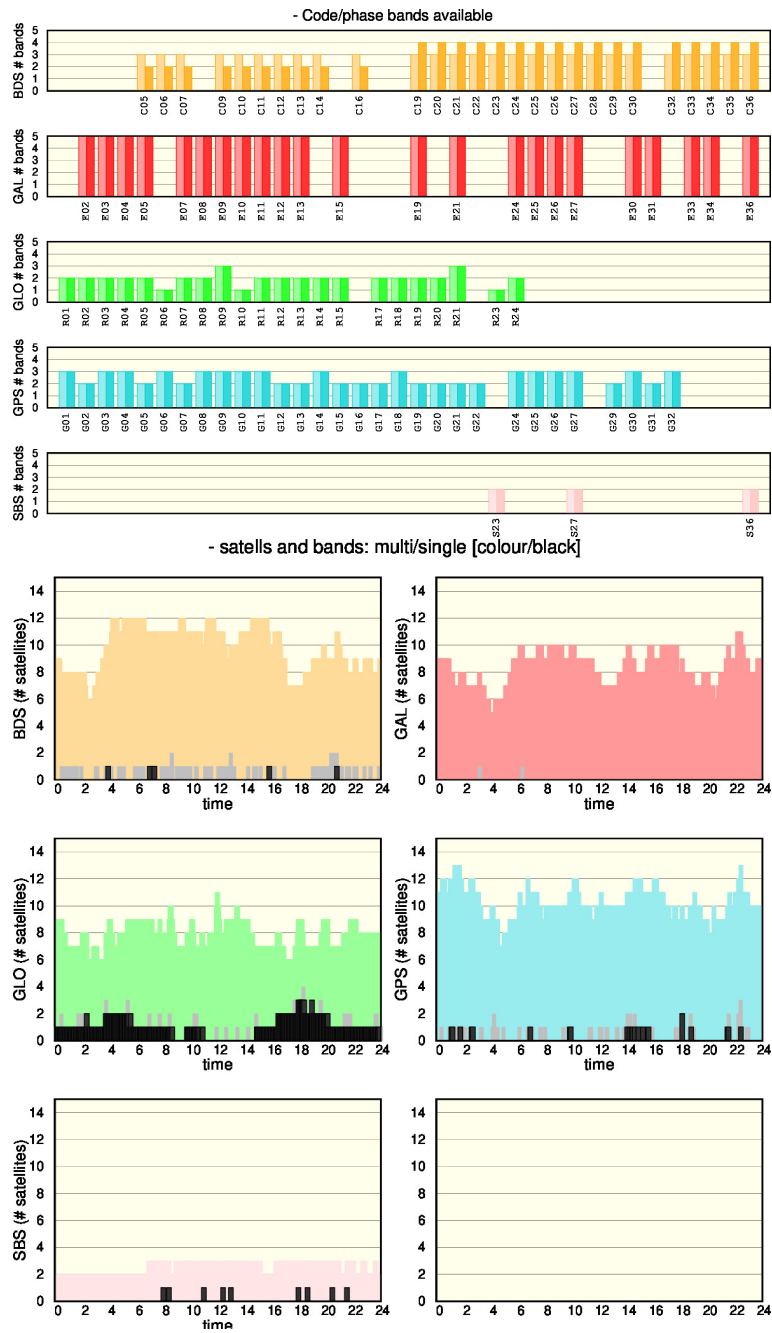 - Code/phase bands available
BDS # bands
5
4
3
2
1
0
C05 C06 C07 C09 C10 C11 C12 C13 C14 C16 C19 C20 C21 C22 C23 C24 C25 C26 C27 C28 C29 C30 C32 C33 C34 C35 C36
GAL # bands
5
4
3
2
1
0
E02 E03 E04 E05 E07 E08 E09 E10 E11 E12 E13 E15 E19 E21 E24 E25 E26 E27 E30 E31 E33 E34 E36
GLO # bands
5
4
3
2
1
0
R01 R02 R03 R04 R05 R06 R07 R08 R09 R10 R11 R12 R13 R14 R15 R17 R18 R19 R20 R21 R23 R24
GPS # bands
5
4
3
2
1
0
G01 G02 G03 G04 G05 G06 G07 G08 G09 G10 G11 G12 G13 G14 G15 G16 G17 G18 G19 G20 G21 G22 G24 G25 G26 G27 G29 G30 G31 G32
SBS # bands
5
4
3
2
1
0
S23 S27 S36
- satells and bands: multi/single [colour/black]
BDS (# satellites)
14
12
10
8
6
4
2
0
0 2 4 6 8 10 12 14 16 18 20 22 24
time
GAL (# satellites)
14
12
10
8
6
4
2
0
0 2 4 6 8 10 12 14 16 18 20 22 24
time
GLO (# satellites)
14
12
10
8
6
4
2
0
0 2 4 6 8 10 12 14 16 18 20 22 24
time
GPS (# satellites)
14
12
10
8
6
4
2
0
0 2 4 6 8 10 12 14 16 18 20 22 24
time
SBS (# satellites)
14
12
10
8
6
4
2
0
0 2 4 6 8 10 12 14 16 18 20 22 24
time
14
12
10
8
6
4
2
0
0 2 4 6 8 10 12 14 16 18 20 22 24